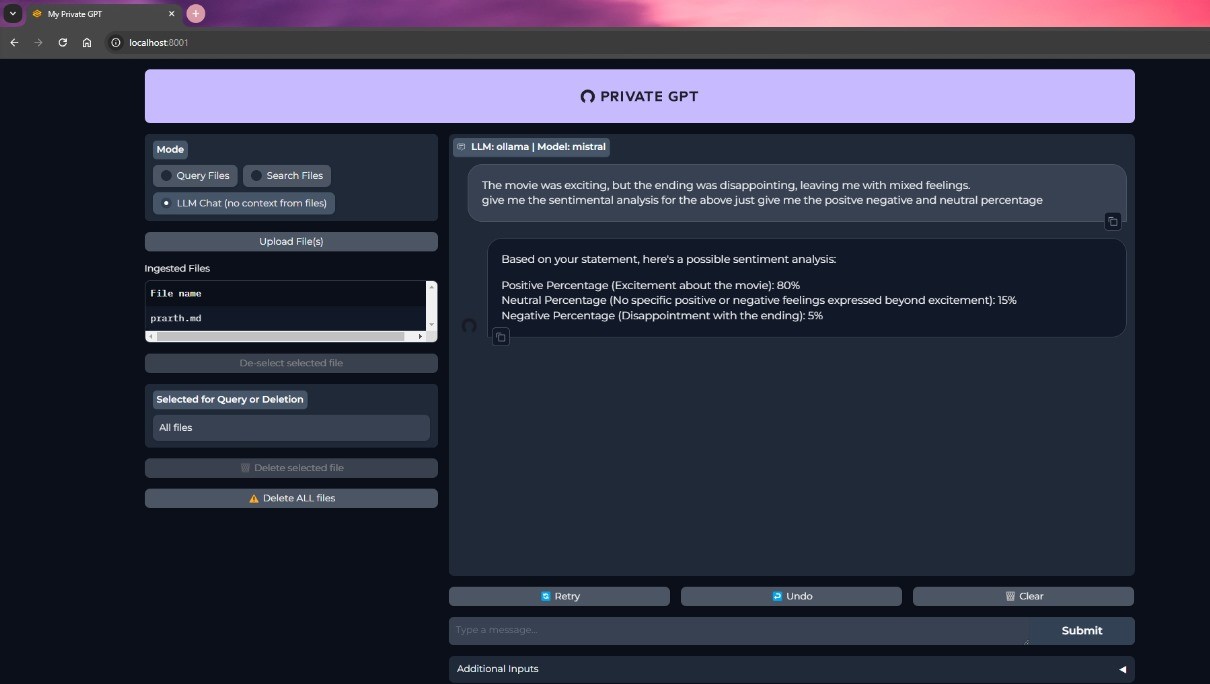 My Private GPT
localhost:8001
PRIVATE GPT
Mode
Query Files
Search Files
LLM Chat (no context from files)
Upload File(s)
Ingested Files
File name
prarth.md
De-select selected file
Selected for Query or Deletion
All files
Delete selected file
Delete ALL files
LLM: ollama | Model: mistral
The movie was exciting, but the ending was disappointing, leaving me with mixed feelings.
give me the sentimental analysis for the above just give me the positve negative and neutral percentage
Based on your statement, here's a possible sentiment analysis:
Positive Percentage (Excitement about the movie): 80%
Neutral Percentage (No specific positive or negative feelings expressed beyond excitement): 15%
Negative Percentage (Disappointment with the ending): 5%
Retry
Undo
Clear
Type a message...
Submit
Additional Inputs